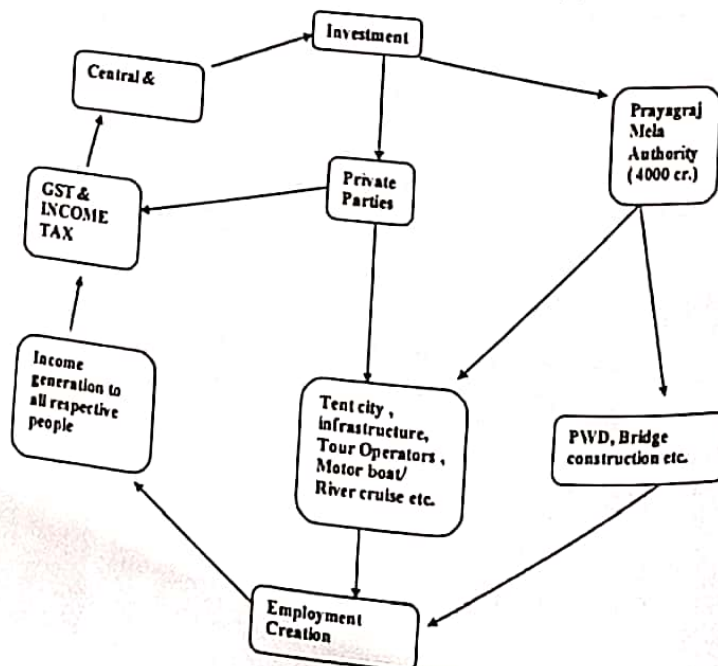 Investment
Central &
Prayagraj
Mela
Authority
(4000 cr.)
GST &
INCOME
TAX
Private
Parties
Income
generation to
all respective
people
Tent city ,
infrastructure,
Tour Operators ,
Motor boat/
River cruise etc.
PWD, Bridge
construction etc.
Employment
Creation